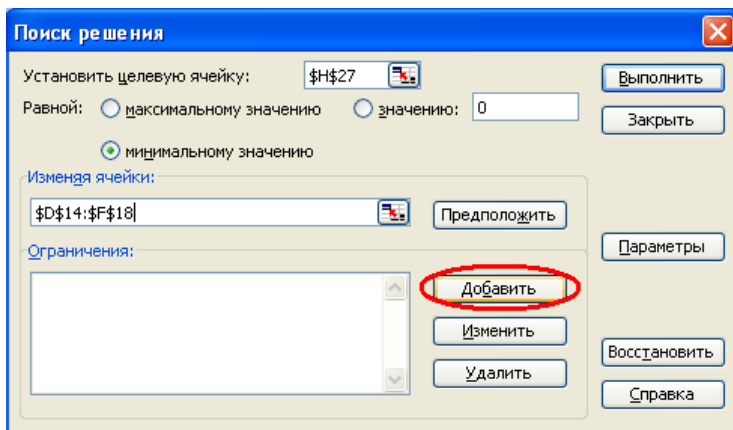 Поиск решения
Установить целевую ячейку: $H$27
Выполнить
Равной: максимальному значению значению: 0
Закрыть
минимальному значению
Изменяя ячейки:
$D$14:$F$18
Предположить
Параметры
Ограничения:
Добавить
Изменить
Удалить
Восстановить
Справка